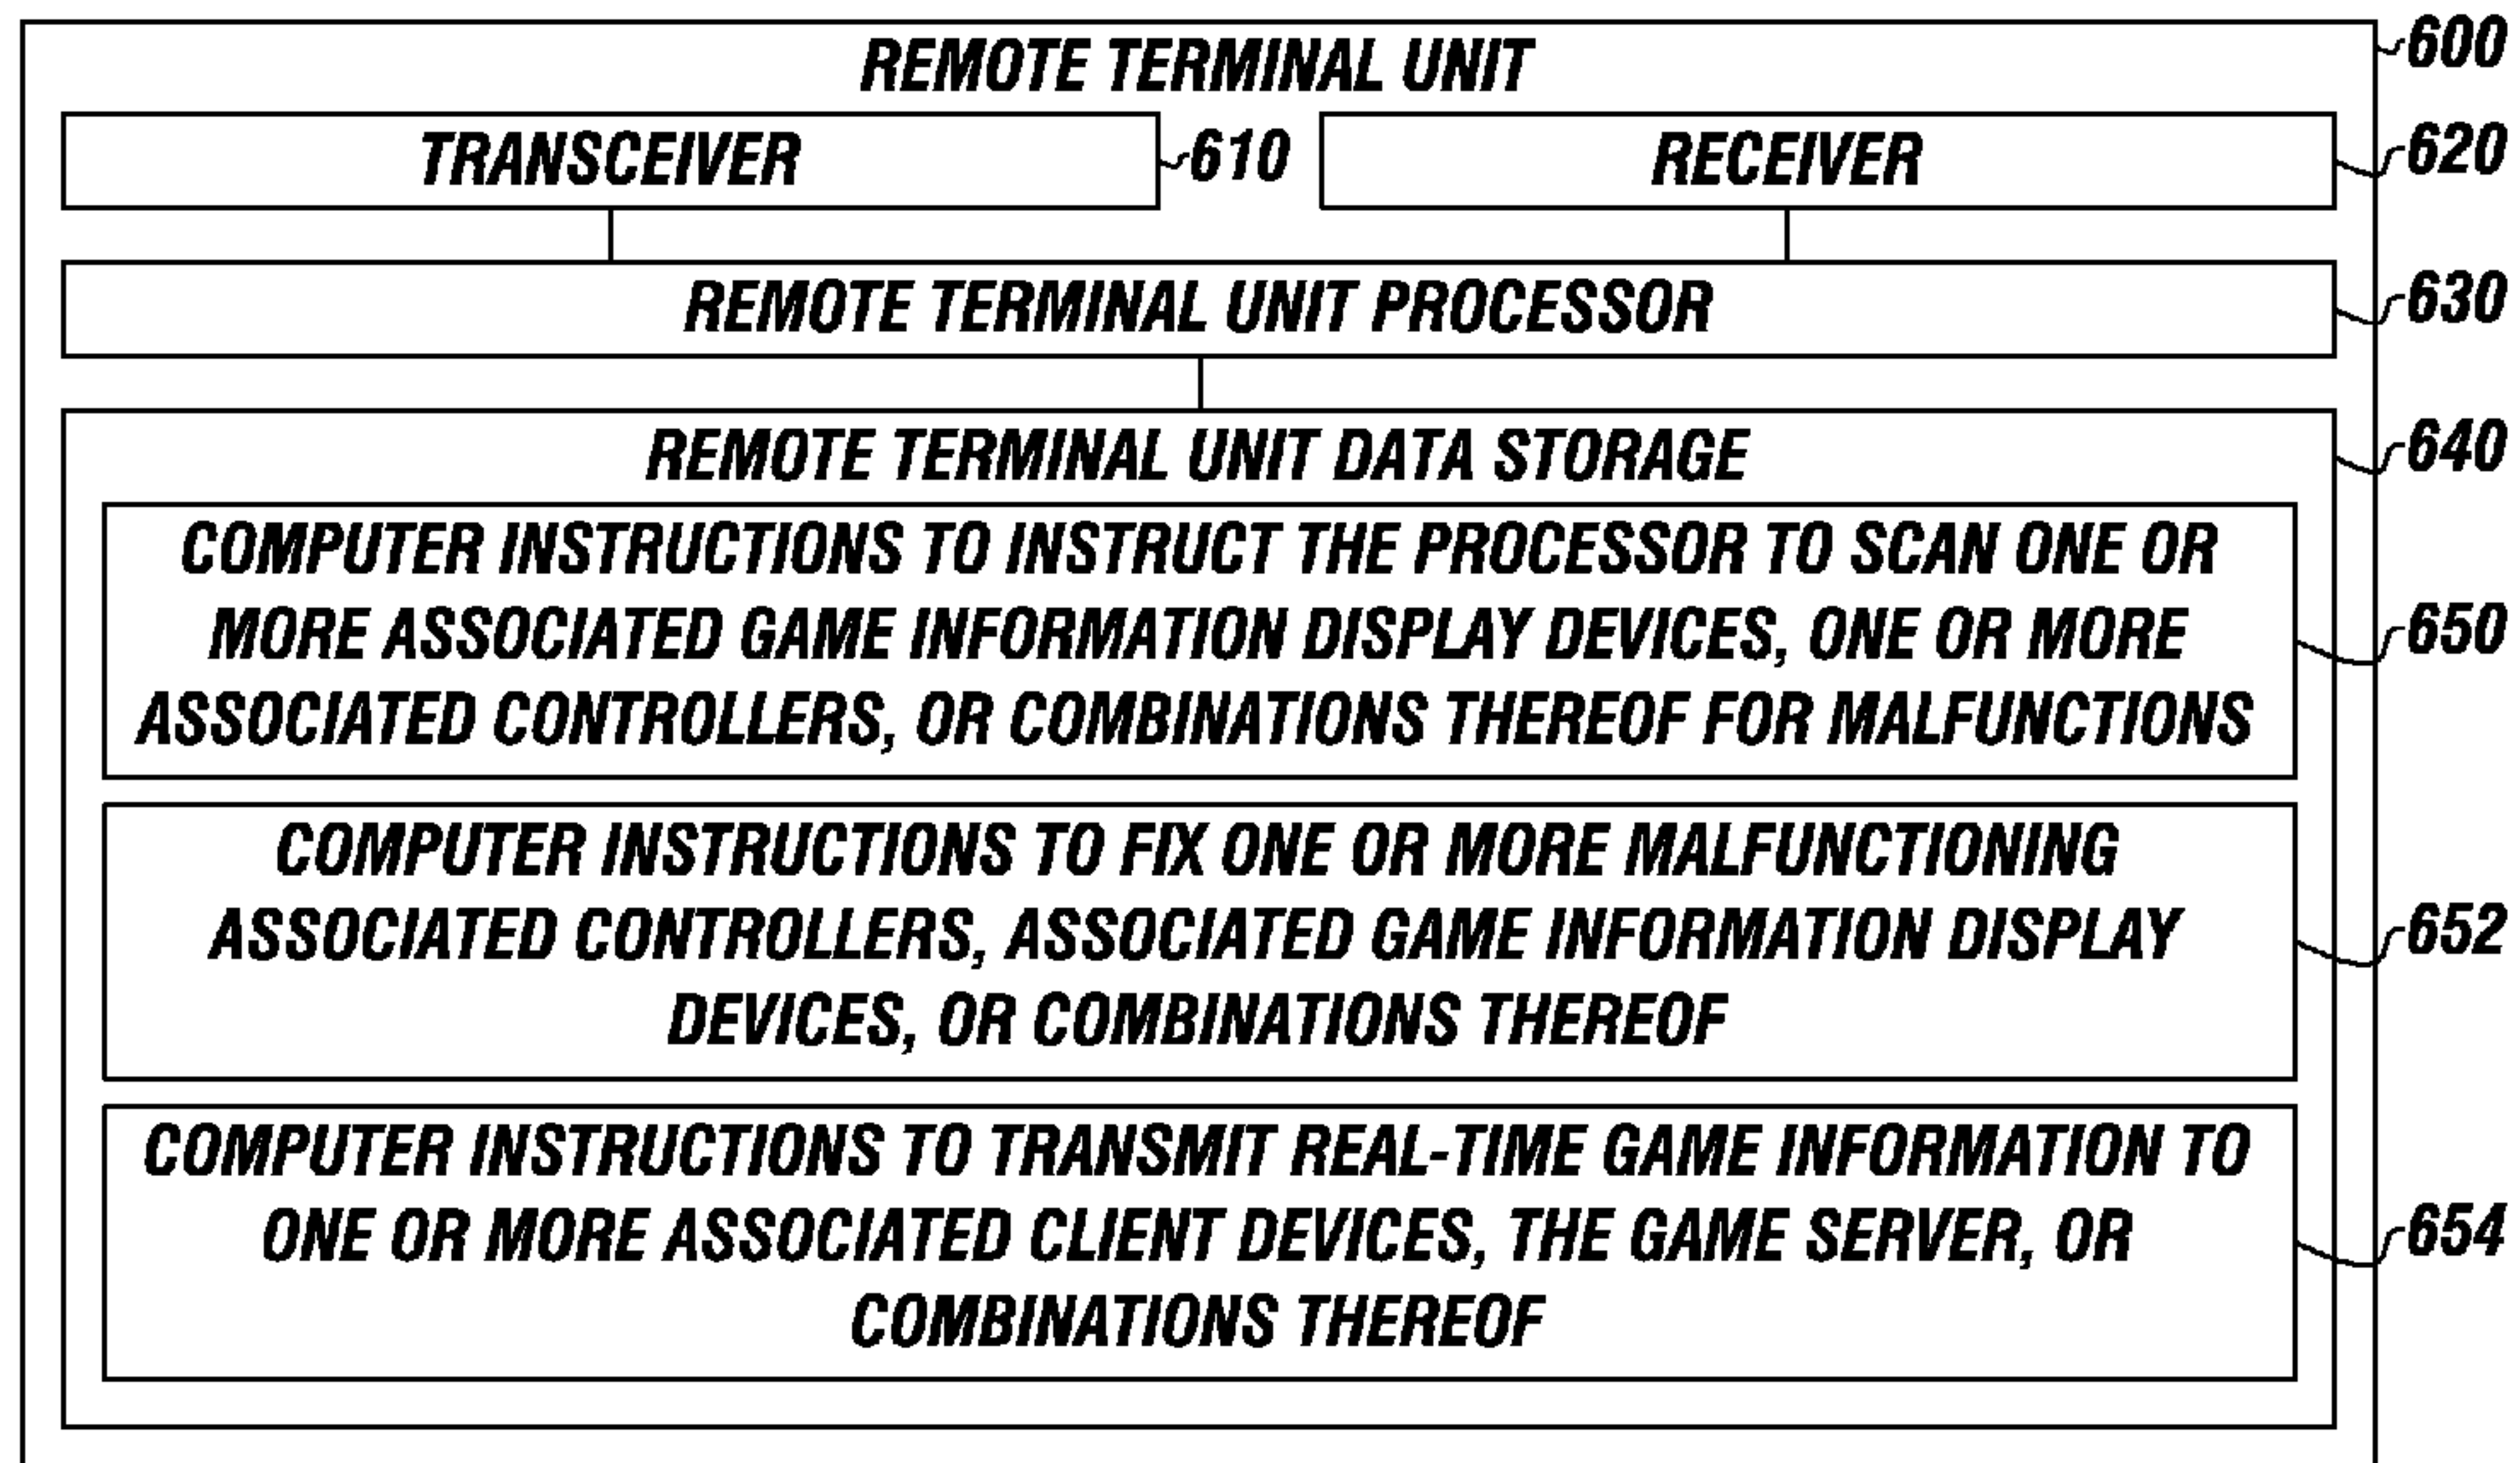 REMOTE TERMINAL UNIT
600
TRANSCEIVER
610
RECEIVER
620
REMOTE TERMINAL UNIT PROCESSOR
630
REMOTE TERMINAL UNIT DATA STORAGE
640
COMPUTER INSTRUCTIONS TO INSTRUCT THE PROCESSOR TO SCAN ONE OR
MORE ASSOCIATED GAME INFORMATION DISPLAY DEVICES, ONE OR MORE
ASSOCIATED CONTROLLERS, OR COMBINATIONS THEREOF FOR MALFUNCTIONS
650
COMPUTER INSTRUCTIONS TO FIX ONE OR MORE MALFUNCTIONING
ASSOCIATED CONTROLLERS, ASSOCIATED GAME INFORMATION DISPLAY
DEVICES, OR COMBINATIONS THEREOF
652
COMPUTER INSTRUCTIONS TO TRANSMIT REAL-TIME GAME INFORMATION TO
ONE OR MORE ASSOCIATED CLIENT DEVICES, THE GAME SERVER, OR
COMBINATIONS THEREOF
654